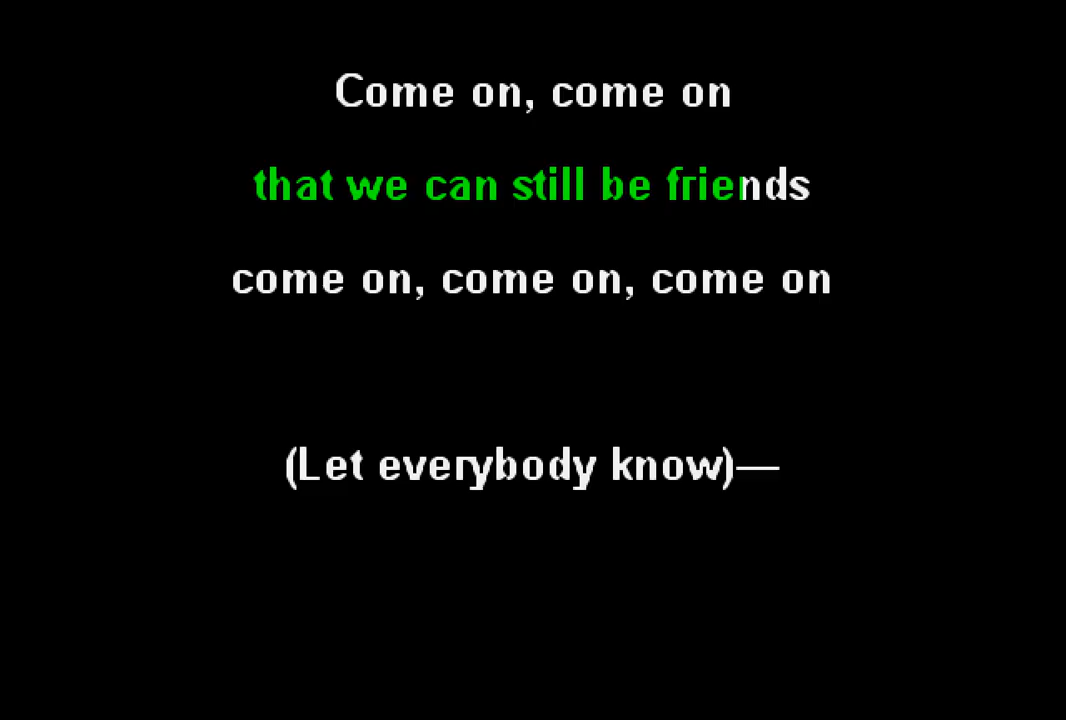 Come on, come on
that we can still be friends
come on, come on, come on
(Let everybody know)—